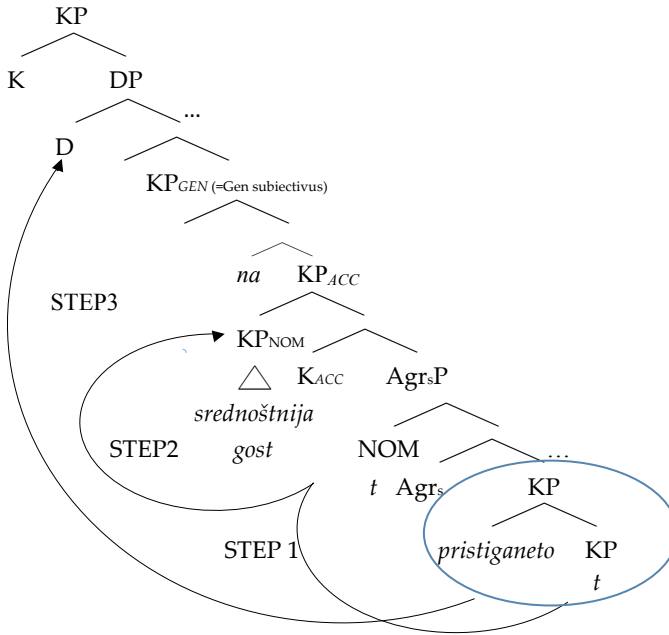 KP
K DP
...
D
KPGEN (=Gen subiectivus)
na KPACC
STEP3
KPNOM
KACC AgrsP
srednoštnija
gost
STEP2 NOM ...
t Agrs KP
STEP 1 pristiganeto KP
t